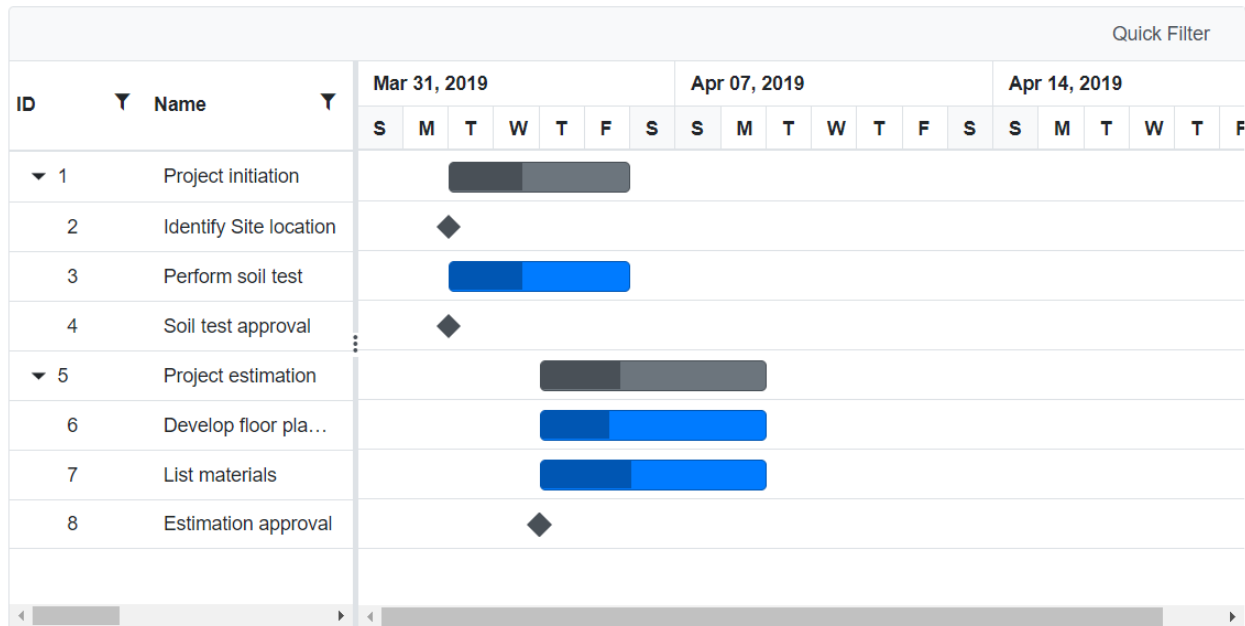 Quick Filter
ID Name Mar 31, 2019 Apr 07, 2019 Apr 14, 2019
S M T W T F S S M T W T F S S M T W T F
1 Project initiation
2 Identify Site location
3 Perform soil test
4 Soil test approval
5 Project estimation
6 Develop floor pla...
7 List materials
8 Estimation approval